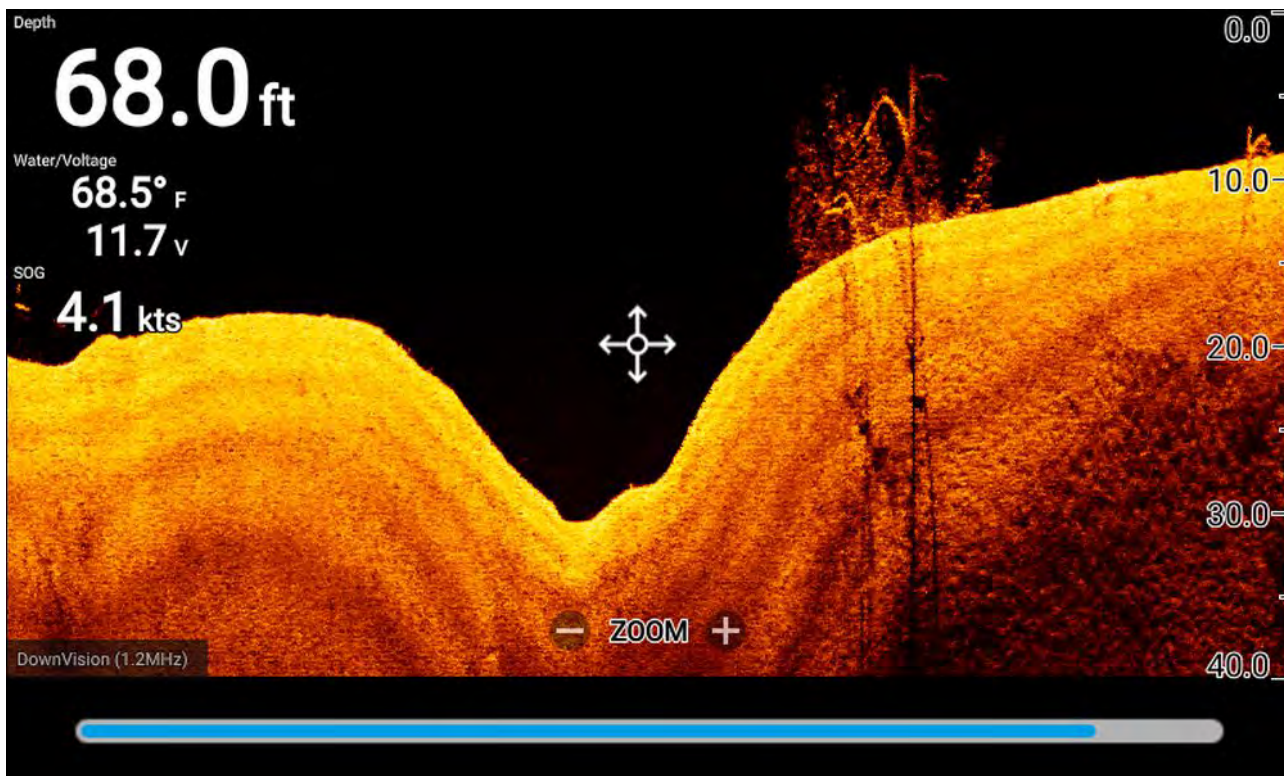 Depth
68.0 ft
Water/Voltage
68.5° F
11.7 V
SOG
4.1 kts
0.0
10.0
20.0
30.0
40.0
− ZOOM +
DownVision (1.2MHz)